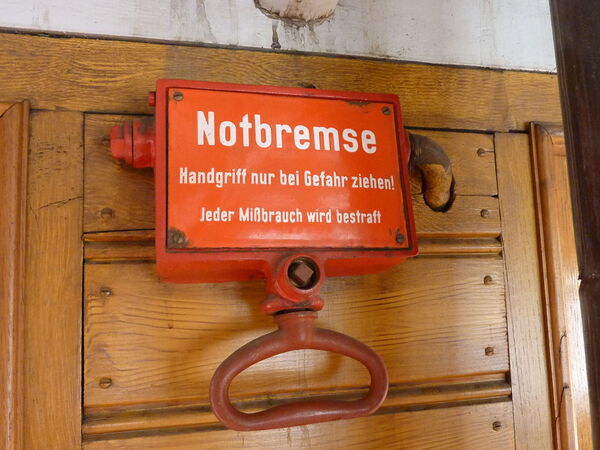 Notbremse
Handgriff nur bei Gefahr ziehen!
Jeder Mißbrauch wird bestraft